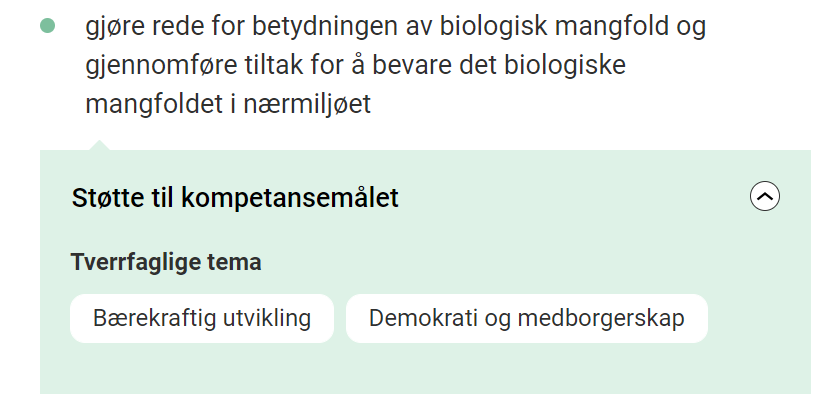 gjøre rede for betydningen av biologisk mangfold og
gjennomføre tiltak for å bevare det biologiske
mangfoldet i nærmiljøet
Støtte til kompetansemålet
Tverrfaglige tema
Bærekraftig utvikling
Demokrati og medborgerskap